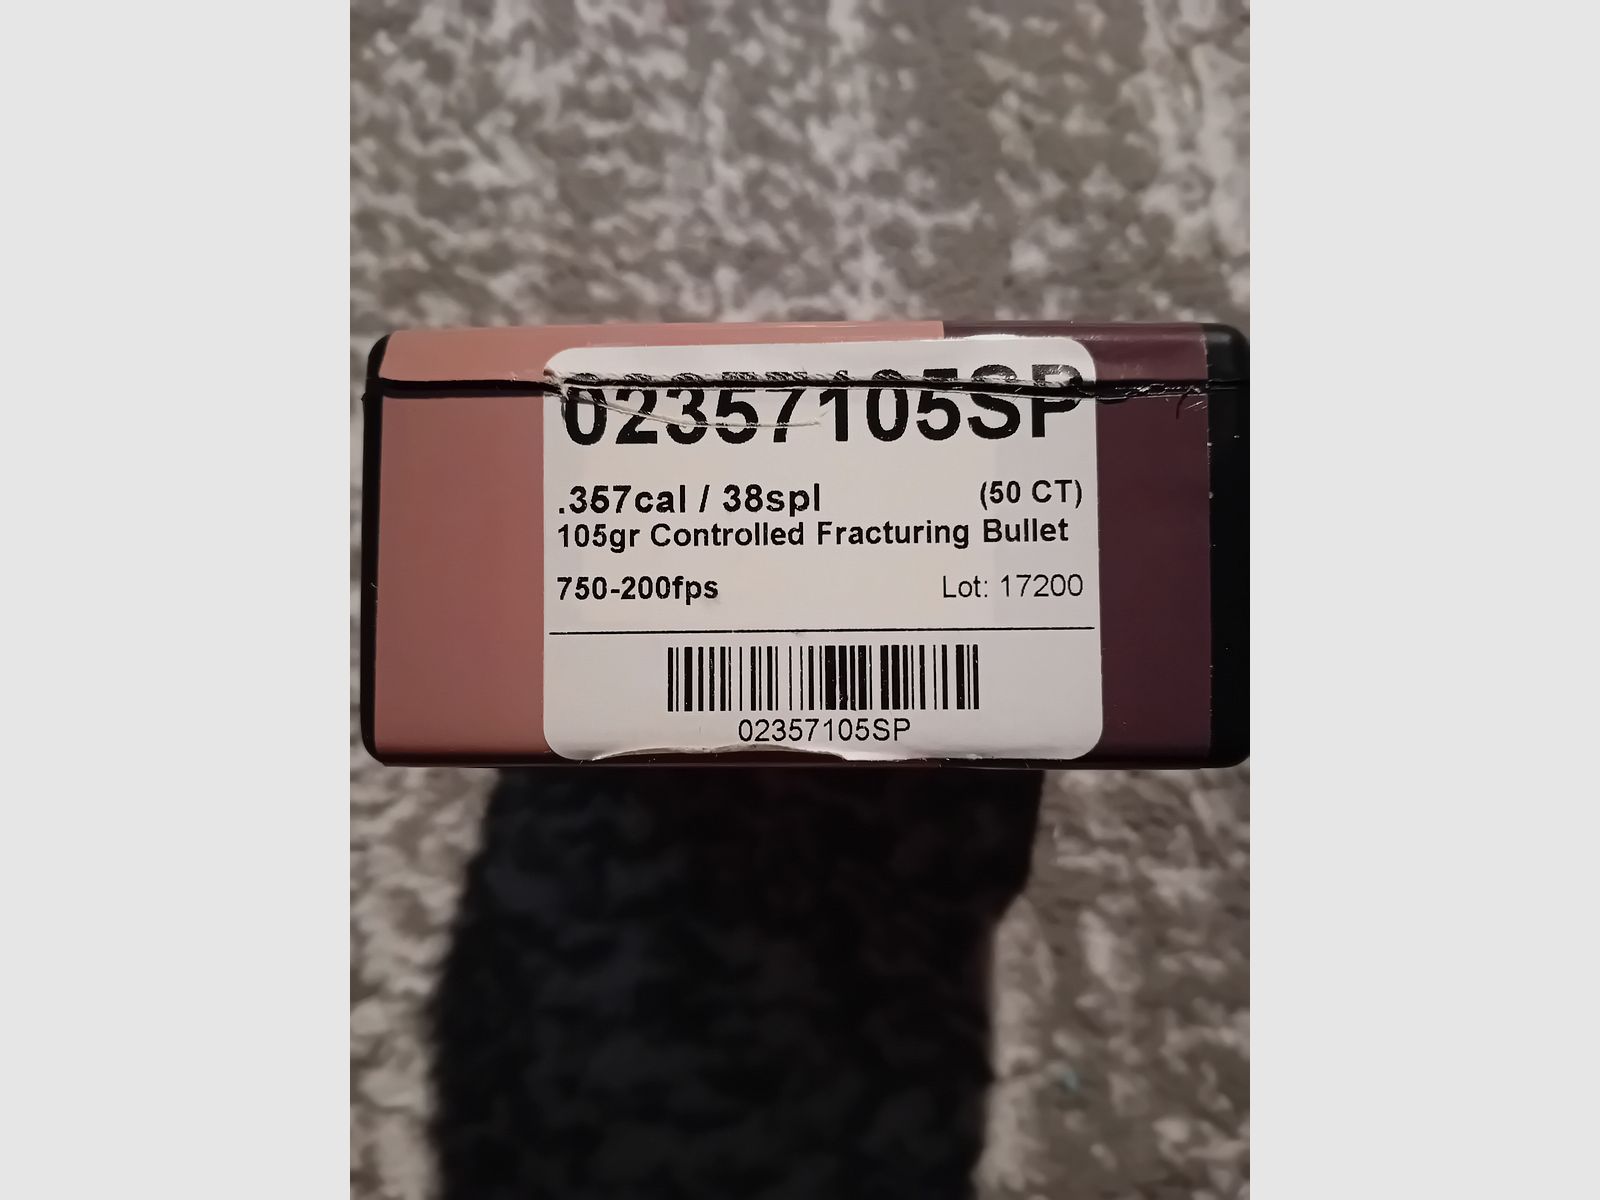 02357105SP
.357cal / 38spl (50 CT)
105gr Controlled Fracturing Bullet
750-200fps Lot: 17200
02357105SP